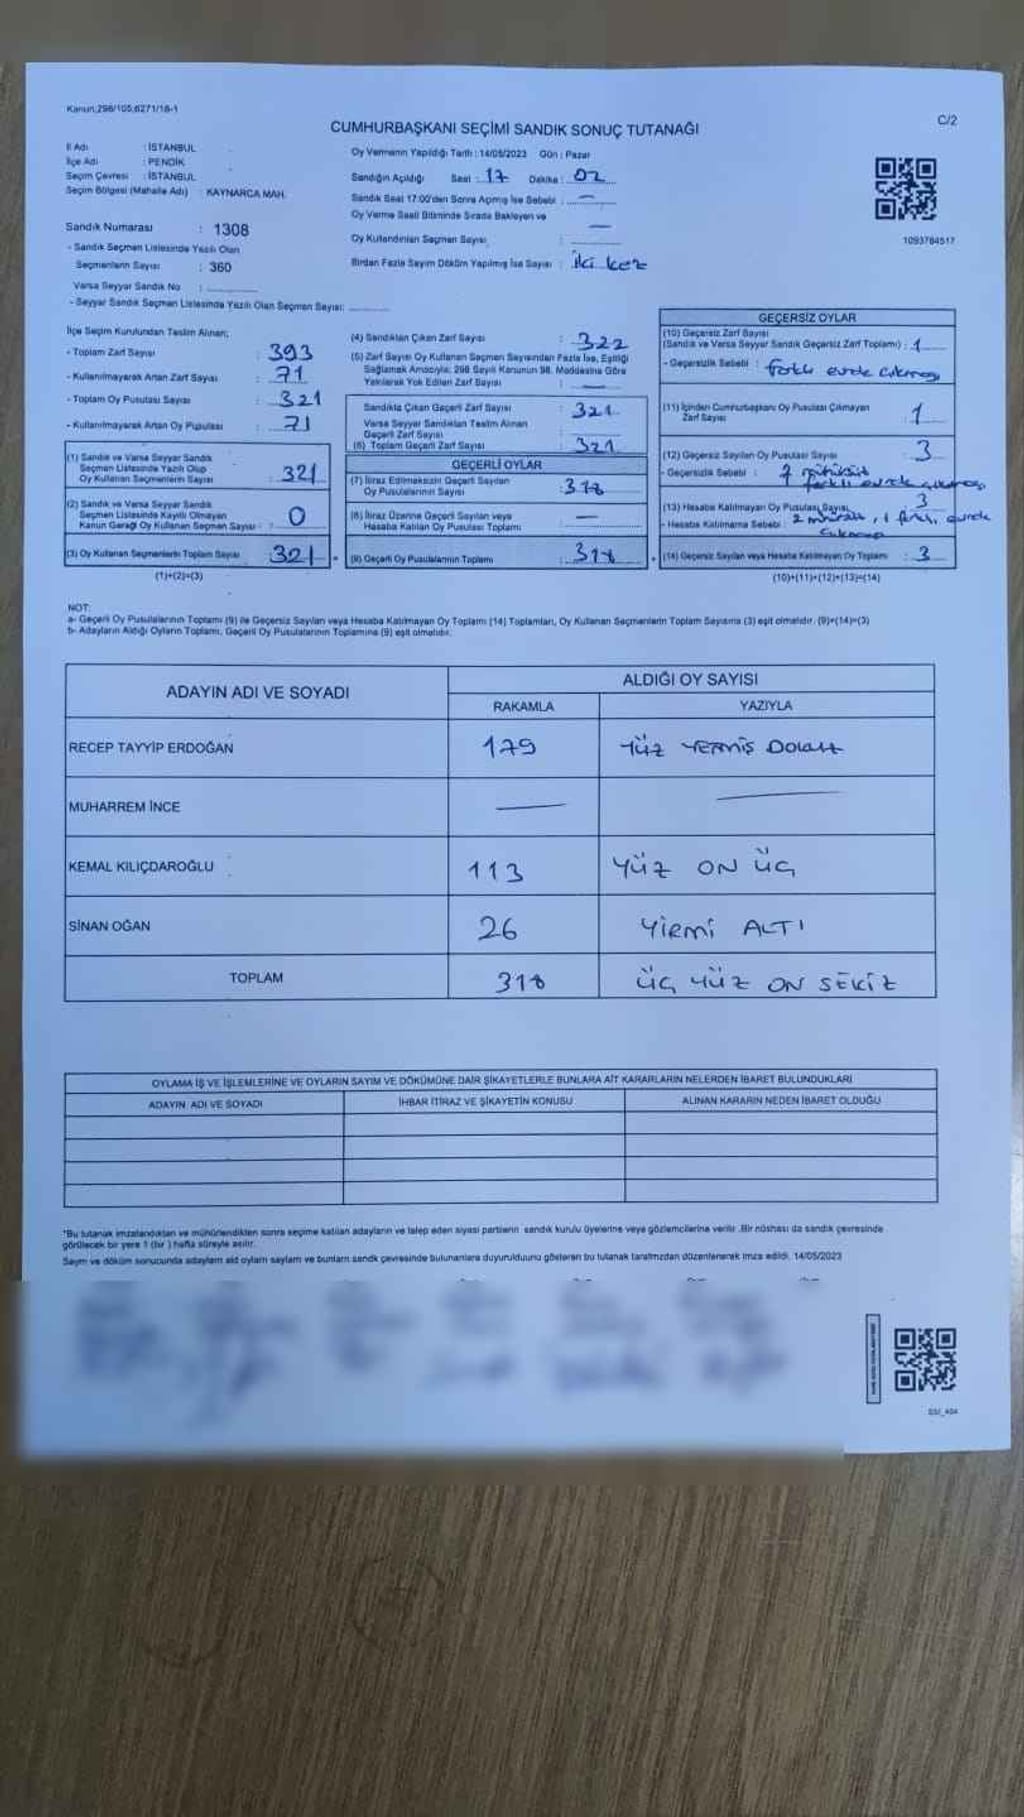 Kanun:298/105,6271/18-1
C/2
CUMHURBAŞKANI SEÇİMİ SANDIK SONUÇ TUTANAĞI
İl Adı : İSTANBUL
İlçe Adı : PENDİK
Seçim Çevresi : İSTANBUL
Seçim Bölgesi (Mahalle Adı) : KAYNARCA MAH.
Oy Vermenin Yapıldığı Tarih : 14/05/2023 Gün : Pazar
Sandığın Açıldığı Saat : 17 Dakika : 02
Sandık Saat 17:00'den Sonra Açılmış İse Sebebi : —
Oy Verme Saati Bitiminde Sırada Bekleyen ve —
Oy Kullandırılan Seçmen Sayısı :
Birden Fazla Sayım Döküm Yapılmış İse Sayısı : iki kez
1093784517
Sandık Numarası : 1308
- Sandık Seçmen Listesinde Yazılı Olan
Seçmenlerin Sayısı : 360
Varsa Seyyar Sandık No :
- Seyyar Sandık Seçmen Listesinde Yazılı Olan Seçmen Sayısı:
İlçe Seçim Kurulundan Teslim Alınan;
- Toplam Zarf Sayısı : 393
- Kullanılmayarak Artan Zarf Sayısı : 71
- Toplam Oy Pusulası Sayısı : 321
- Kullanılmayarak Artan Oy Pupulası : 71
(1) Sandık ve Varsa Seyyar Sandık
Seçmen Listesinde Yazılı Olup
Oy Kullanan Seçmenlerin Sayısı : 321
(2) Sandık ve Varsa Seyyar Sandık
Seçmen Listesinde Kayıtlı Olmayan
Kanun Gereği Oy Kullanan Seçmen Sayısı : 0
(3) Oy Kullanan Seçmenlerin Toplam Sayısı : 321
(1)+(2)=(3)
(4) Sandıktan Çıkan Zarf Sayısı : 322
(5) Zarf Sayısı Oy Kullanan Seçmen Sayısından Fazla İse, Eşitliği
Sağlamak Amacıyla; 298 Sayılı Kanunun 98. Maddesine Göre
Yakılarak Yok Edilen Zarf Sayısı : —
Sandıkta Çıkan Geçerli Zarf Sayısı : 321
Varsa Seyyar Sandıktan Teslim Alınan
Geçerli Zarf Sayısı :
(6) Toplam Geçerli Zarf Sayısı : 321
GEÇERLİ OYLAR
(7) İtiraz Edilmeksizin Geçerli Sayılan
Oy Pusulalarının Sayısı : 318
(8) İtiraz Üzerine Geçerli Sayılan veya
Hesaba Katılan Oy Pusulası Toplamı : —
(9) Geçerli Oy Pusulalarının Toplamı : 318
GEÇERSİZ OYLAR
(10) Geçersiz Zarf Sayısı
(Sandık ve Varsa Seyyar Sandık Geçersiz Zarf Toplamı) : 1
- Geçersizlik Sebebi : farklı evrak çıkması
(11) İçinden Cumhurbaşkanı Oy Pusulası Çıkmayan
Zarf Sayısı : 1
(12) Geçersiz Sayılan Oy Pusulası Sayısı : 3
- Geçersizlik Sebebi : farklı evrak çıkması
(13) Hesaba Katılmayan Oy Pusulası Sayısı : 3
- Hesaba Katılmama Sebebi : 2 , 1 farklı evrak
çıkması
(14) Geçersiz Sayılan veya Hesaba Katılmayan Oy Toplamı : 3
(10)+(11)+(12)+(13)=(14)
NOT:
a- Geçerli Oy Pusulalarının Toplamı (9) ile Geçersiz Sayılan veya Hesaba Katılmayan Oy Toplamı (14) Toplamları, Oy Kullanan Seçmenlerin Toplam Sayısına (3) eşit olmalıdır. (9)+(14)=(3)
b- Adayların Aldığı Oyların Toplamı, Geçerli Oy Pusulalarının Toplamına (9) eşit olmalıdır.
ADAYIN ADI VE SOYADI
ALDIĞI OY SAYISI
RAKAMLA YAZIYLA
RECEP TAYYİP ERDOĞAN 179 YÜZ YETMİŞ DOKUZ
MUHARREM İNCE — —
KEMAL KILIÇDAROĞLU 113 YÜZ ON ÜÇ
SİNAN OĞAN 26 YİRMİ ALTI
TOPLAM 318 ÜÇ YÜZ ON SEKİZ
OYLAMA İŞ VE İŞLEMLERİNE VE OYLARIN SAYIM VE DÖKÜMÜNE DAİR ŞİKAYETLERLE BUNLARA AİT KARARLARIN NELERDEN İBARET BULUNDUKLARI
ADAYIN ADI VE SOYADI İHBAR İTİRAZ VE ŞİKAYETİN KONUSU ALINAN KARARIN NEDEN İBARET OLDUĞU
*Bu tutanak imzalandıktan ve mühürlendikten sonra seçime katılan adayların ve talep eden siyasi partilerin sandık kurulu üyelerine veya gözlemcilerine verilir. Bir nüshası da sandık çevresinde
görülecek bir yere 1 (bir) hafta süreyle asılır.
Sayım ve döküm sonucunda adayların aldığı oyların sayılarını ve bunların sandık çevresinde bulunanlara duyurulduğunu gösteren bu tutanak tarafımızdan düzenlenerek imza edildi. 14/05/2023